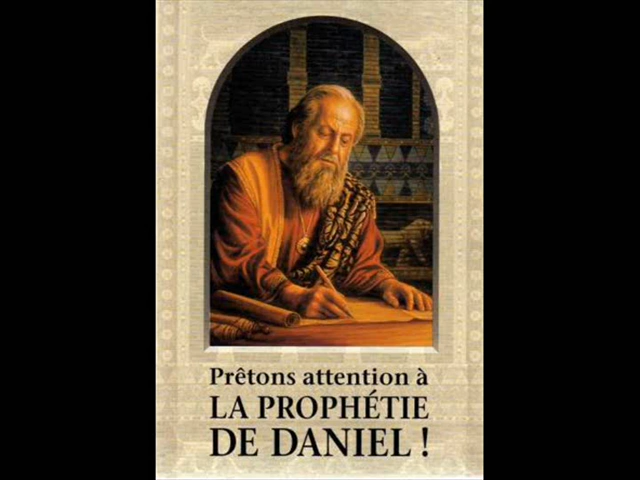 Prêtons attention à
LA PROPHÉTIE
DE DANIEL !